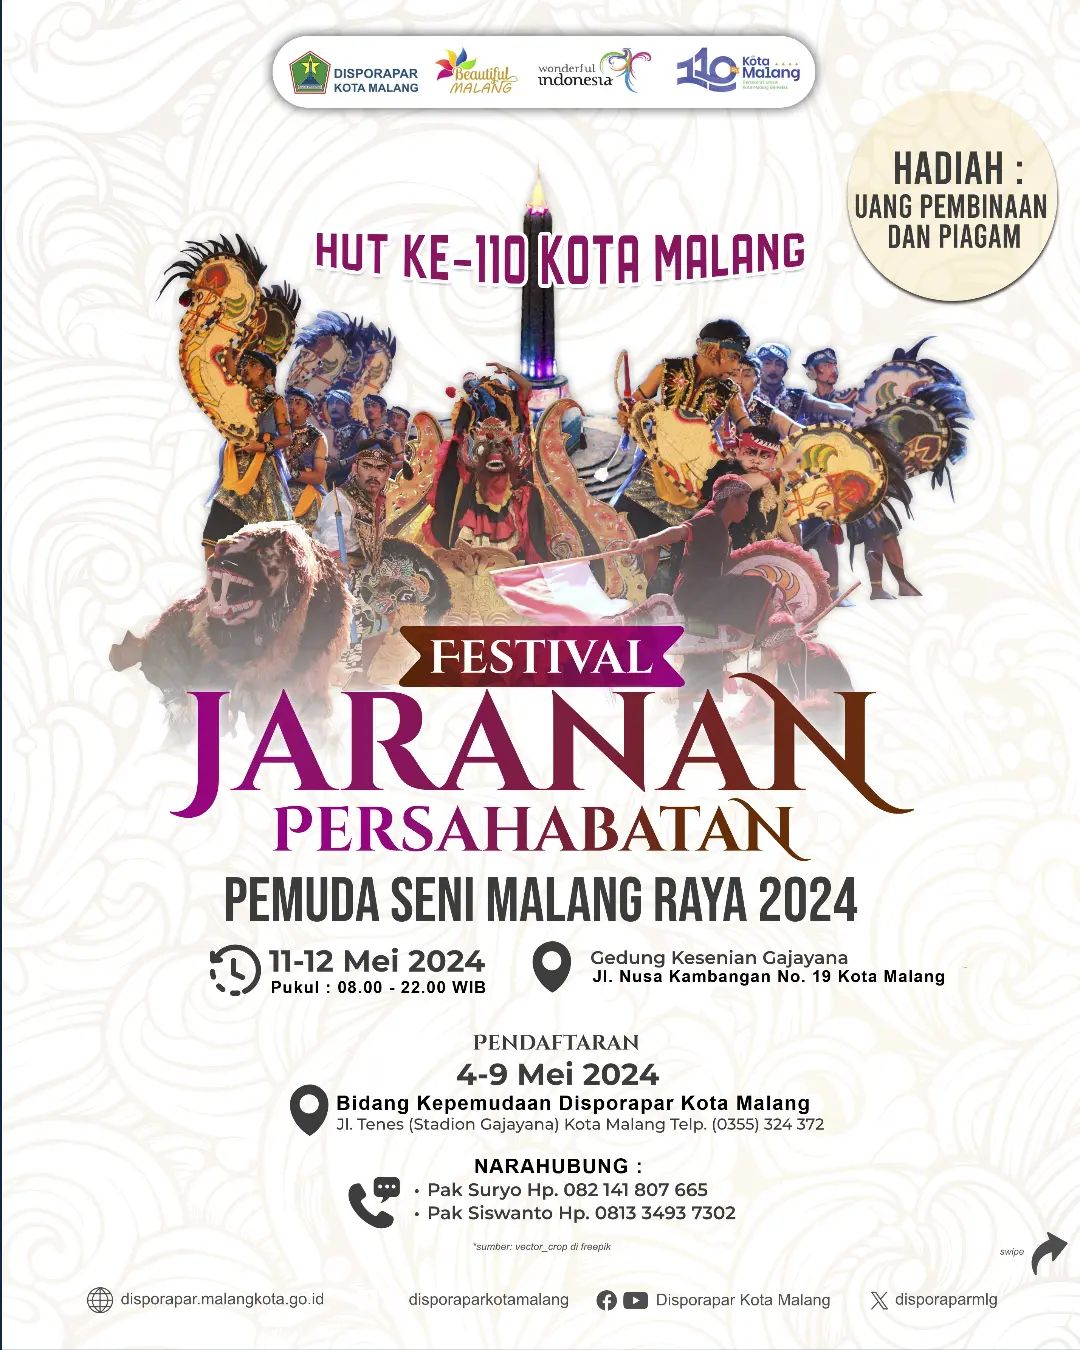 DISPORAPAR
KOTA MALANG
Beautiful
MALANG
wonderful
indonesia
110
Kota
Malang
HADIAH :
UANG PEMBINAAN
DAN PIAGAM
HUT KE-110 KOTA MALANG
FESTIVAL
JARANAN
PERSAHABATAN
PEMUDA SENI MALANG RAYA 2024
11-12 Mei 2024
Pukul : 08.00 - 22.00 WIB
Gedung Kesenian Gajayana
Jl. Nusa Kambangan No. 19 Kota Malang
PENDAFTARAN
4-9 Mei 2024
Bidang Kepemudaan Disporapar Kota Malang
Jl. Tenes (Stadion Gajayana) Kota Malang Telp. (0355) 324 372
NARAHUBUNG :
• Pak Suryo Hp. 082 141 807 665
• Pak Siswanto Hp. 0813 3493 7302
*sumber: vector_crop di freepik
swipe
disporapar.malangkota.go.id
disporaparkotamalang
Disporapar Kota Malang
disporaparmlg